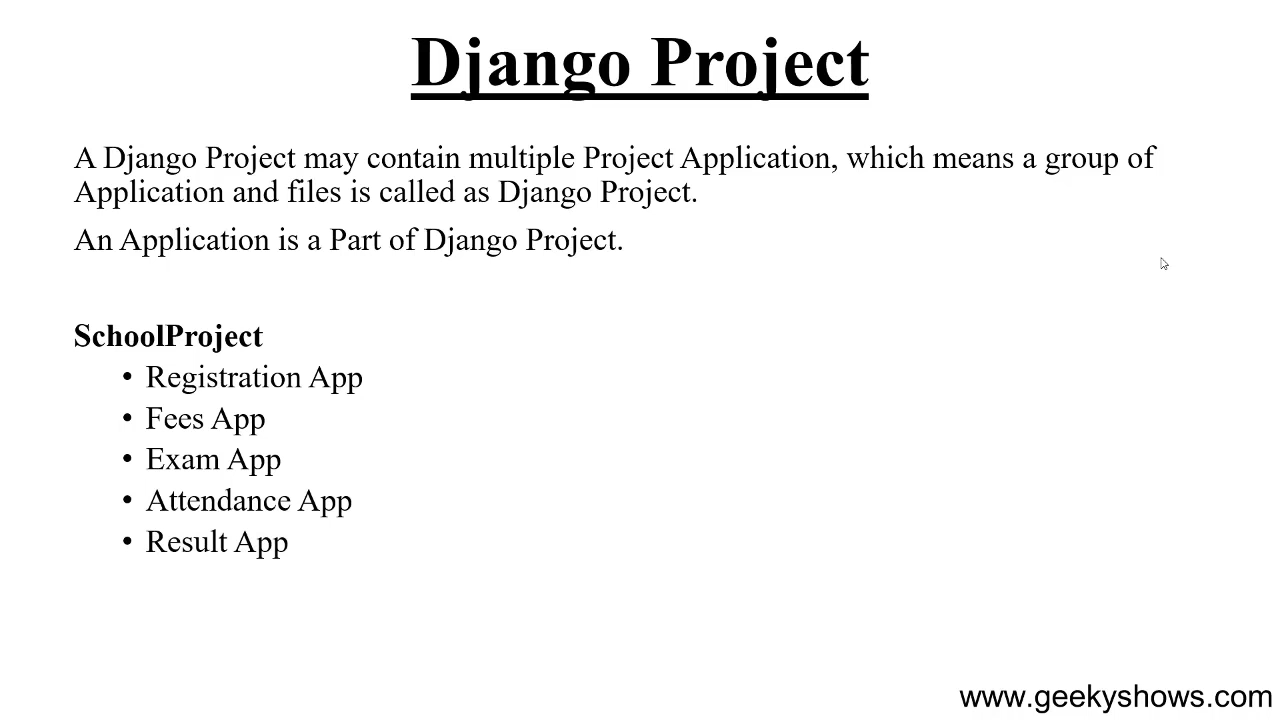 Django Project
A Django Project may contain multiple Project Application, which means a group of
Application and files is called as Django Project.
An Application is a Part of Django Project.
SchoolProject
• Registration App
• Fees App
• Exam App
• Attendance App
• Result App
www.geekyshows.com